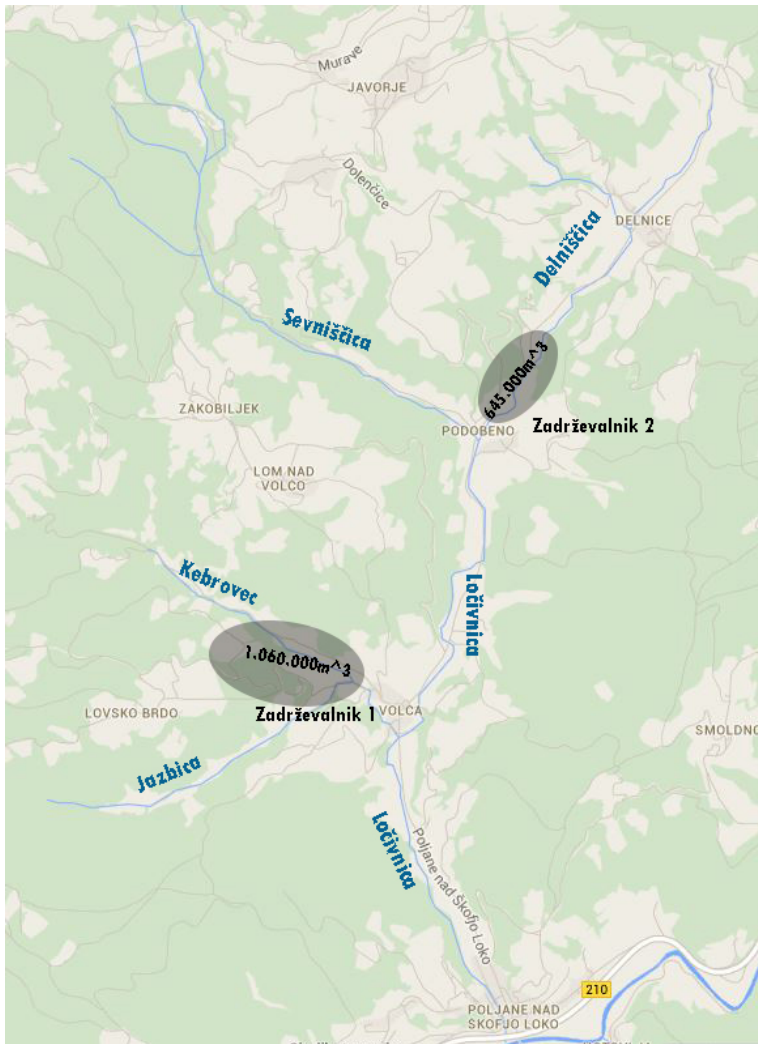 Murave
JAVORJE
Dolenčice
DELNICE
Delniščica
Sevniščica
645.000m^3
ZAKOBILJEK
PODOBENO
Zadrževalnik 2
LOM NAD
VOLCO
Kebrovec
Ločivnica
1.060.000m^3
LOVSKO BRDO
Zadrževalnik 1
VOLCA
SMOLDNO
Jazbica
Ločivnica
Poljane nad Škofjo Loko
210
POLJANE NAD
ŠKOFJO LOKO